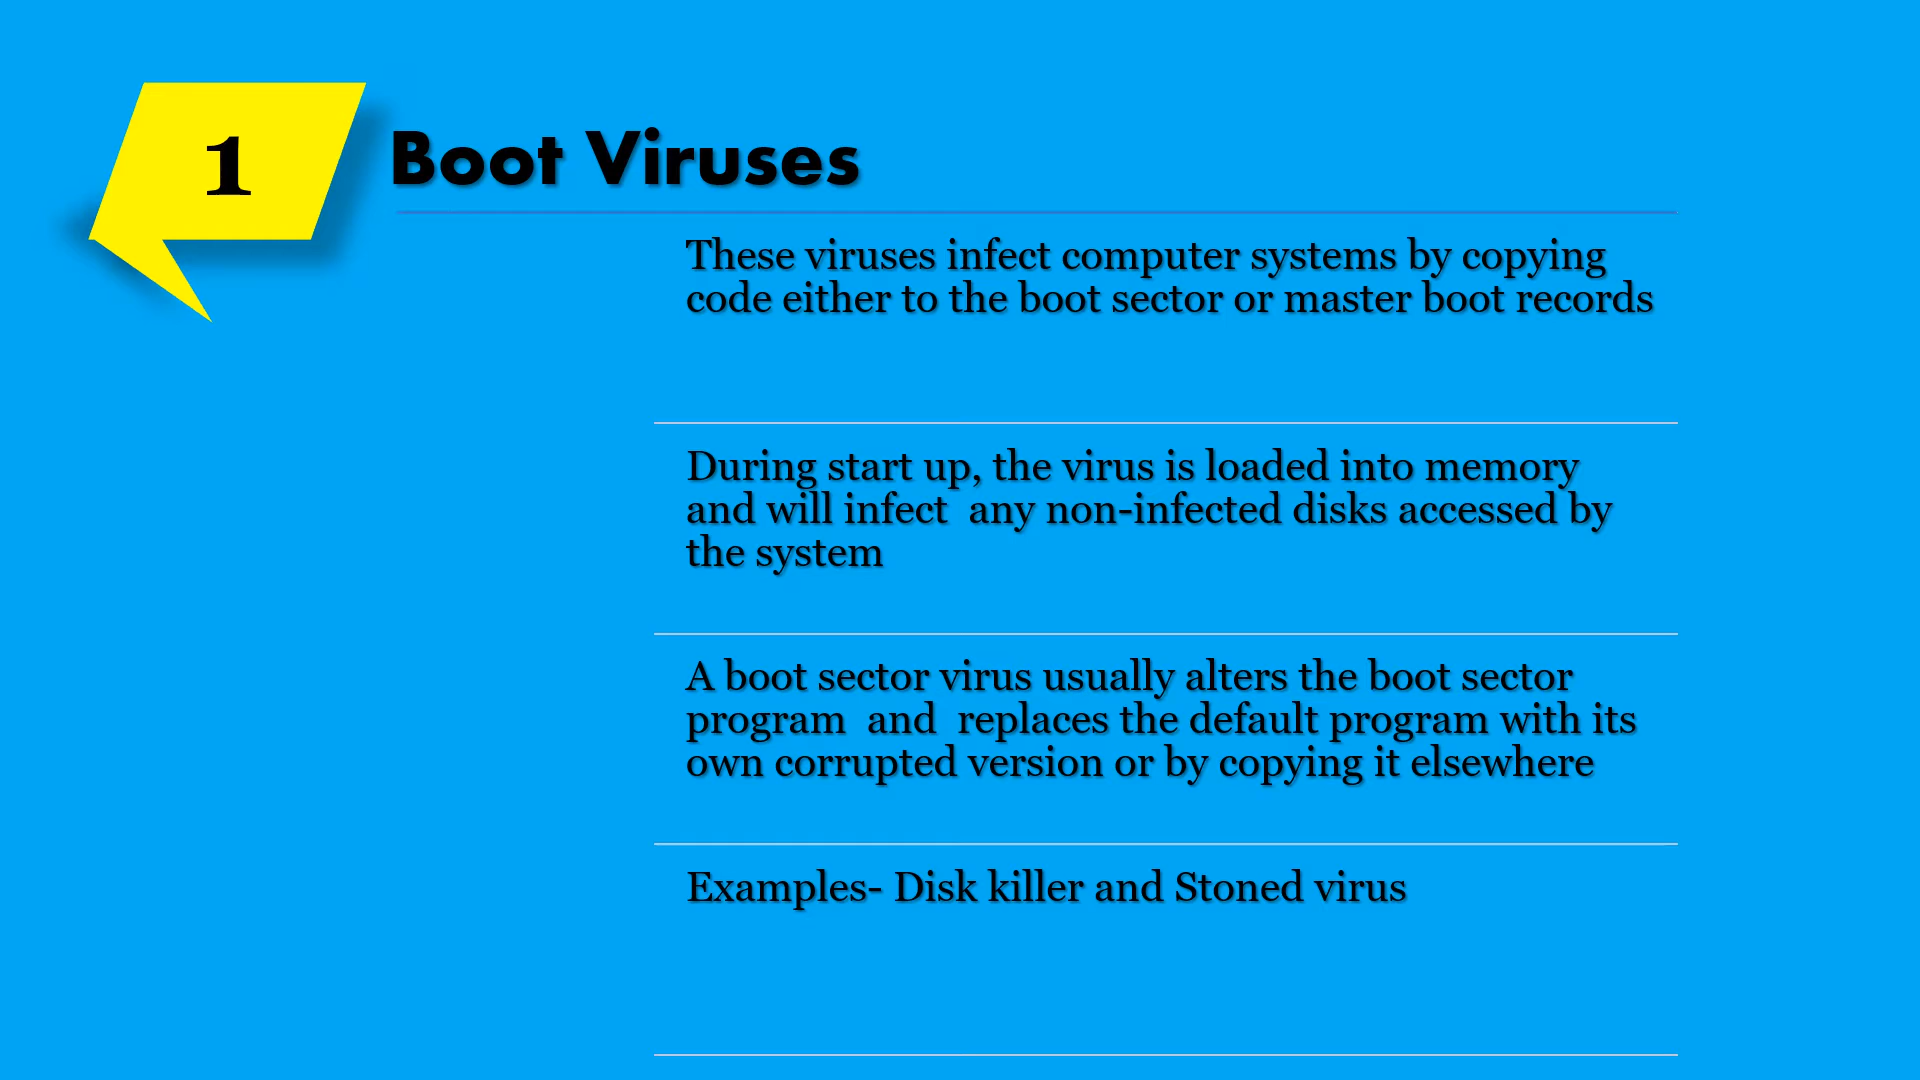 1
Boot Viruses
These viruses infect computer systems by copying
code either to the boot sector or master boot records
During start up, the virus is loaded into memory
and will infect  any non-infected disks accessed by
the system
A boot sector virus usually alters the boot sector
program  and  replaces the default program with its
own corrupted version or by copying it elsewhere
Examples- Disk killer and Stoned virus